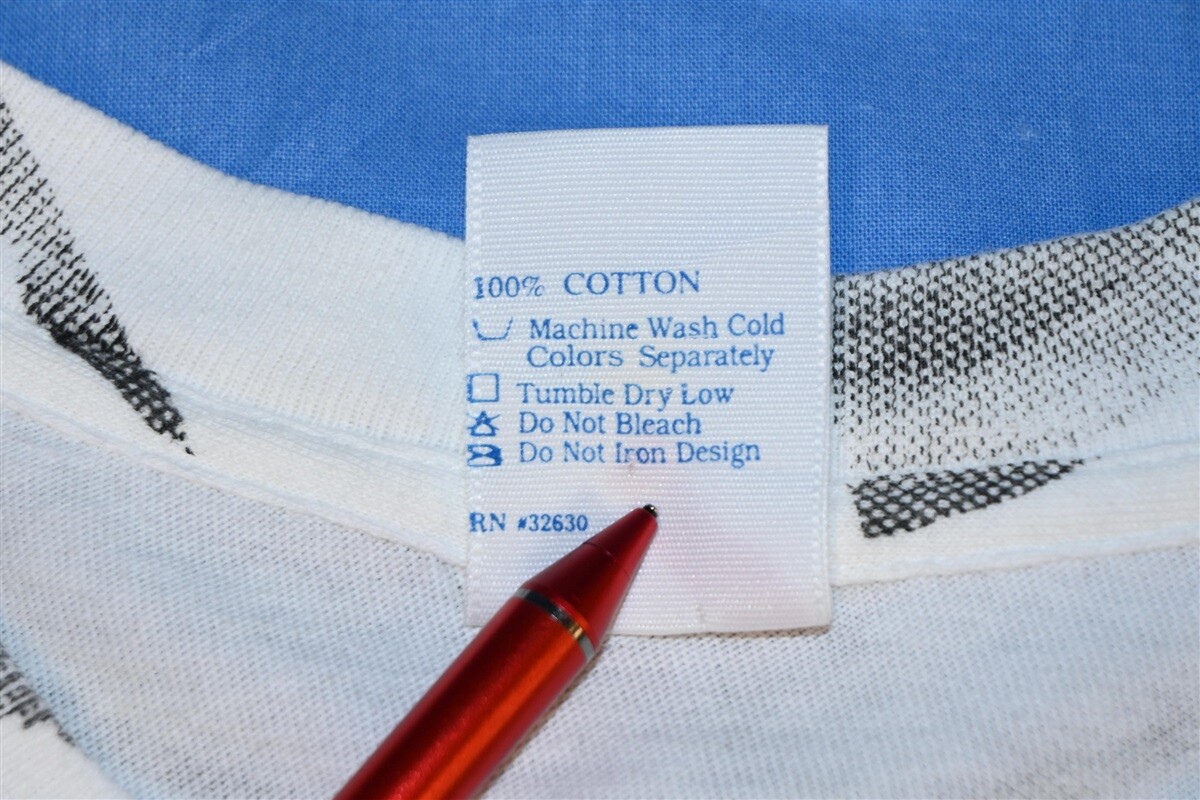 100% COTTON
Machine Wash Cold
Colors Separately
Tumble Dry Low
Do Not Bleach
Do Not Iron Design
RN #32630